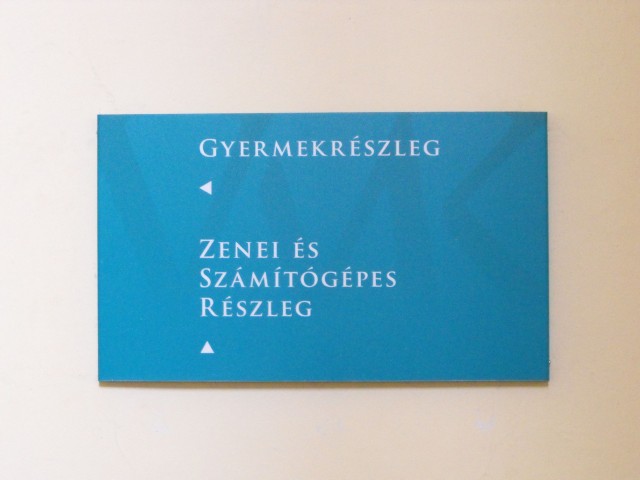 Gyermekrészleg
Zenei és
Számítógépes
Részleg